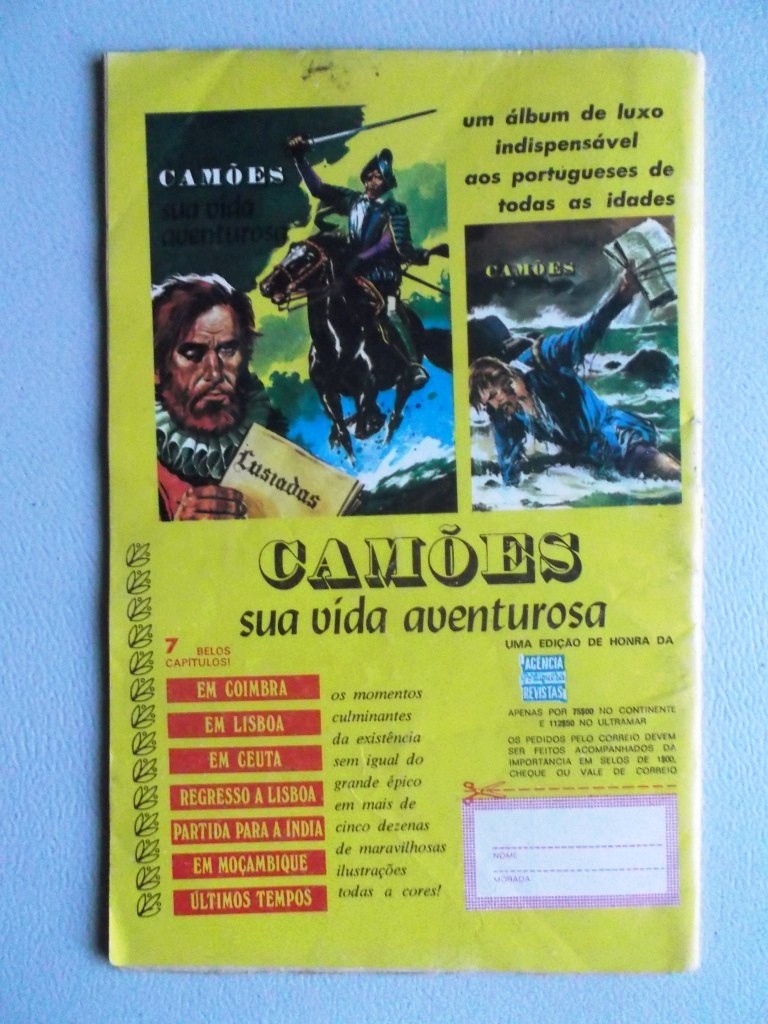 um álbum de luxo
indispensável
aos portugueses de
todas as idades
CAMÕES
sua vida
aventurosa
Lusiadas
CAMÕES
CAMÕES
sua vida aventurosa
7 BELOS
CAPÍTULOS!
EM COIMBRA
EM LISBOA
EM CEUTA
REGRESSO A LISBOA
PARTIDA PARA A ÍNDIA
EM MOÇAMBIQUE
ÚLTIMOS TEMPOS
os momentos
culminantes
da existência
sem igual do
grande épico
em mais de
cinco dezenas
de maravilhosas
ilustrações
todas a cores!
UMA EDIÇÃO DE HONRA DA
AGÊNCIA
Portuguesa
REVISTAS
APENAS POR 75$00 NO CONTINENTE
E 112$50 NO ULTRAMAR
OS PEDIDOS PELO CORREIO DEVEM
SER FEITOS ACOMPANHADOS DA
IMPORTÂNCIA EM SELOS DE 1$00,
CHEQUE OU VALE DE CORREIO
NOME
MORADA